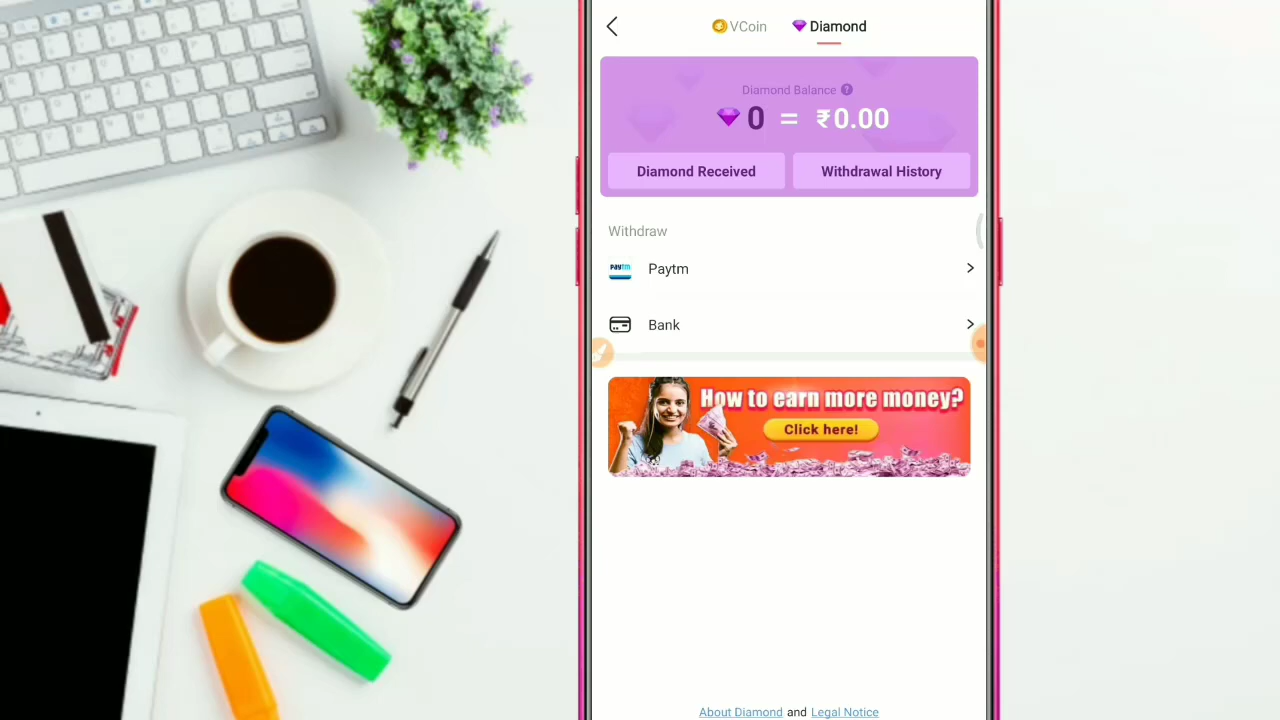 VCoin
Diamond
Diamond Balance ?
0 = ₹0.00
Diamond Received
Withdrawal History
Withdraw
Paytm
Paytm
Bank
How to earn more money?
Click here!
About Diamond and Legal Notice